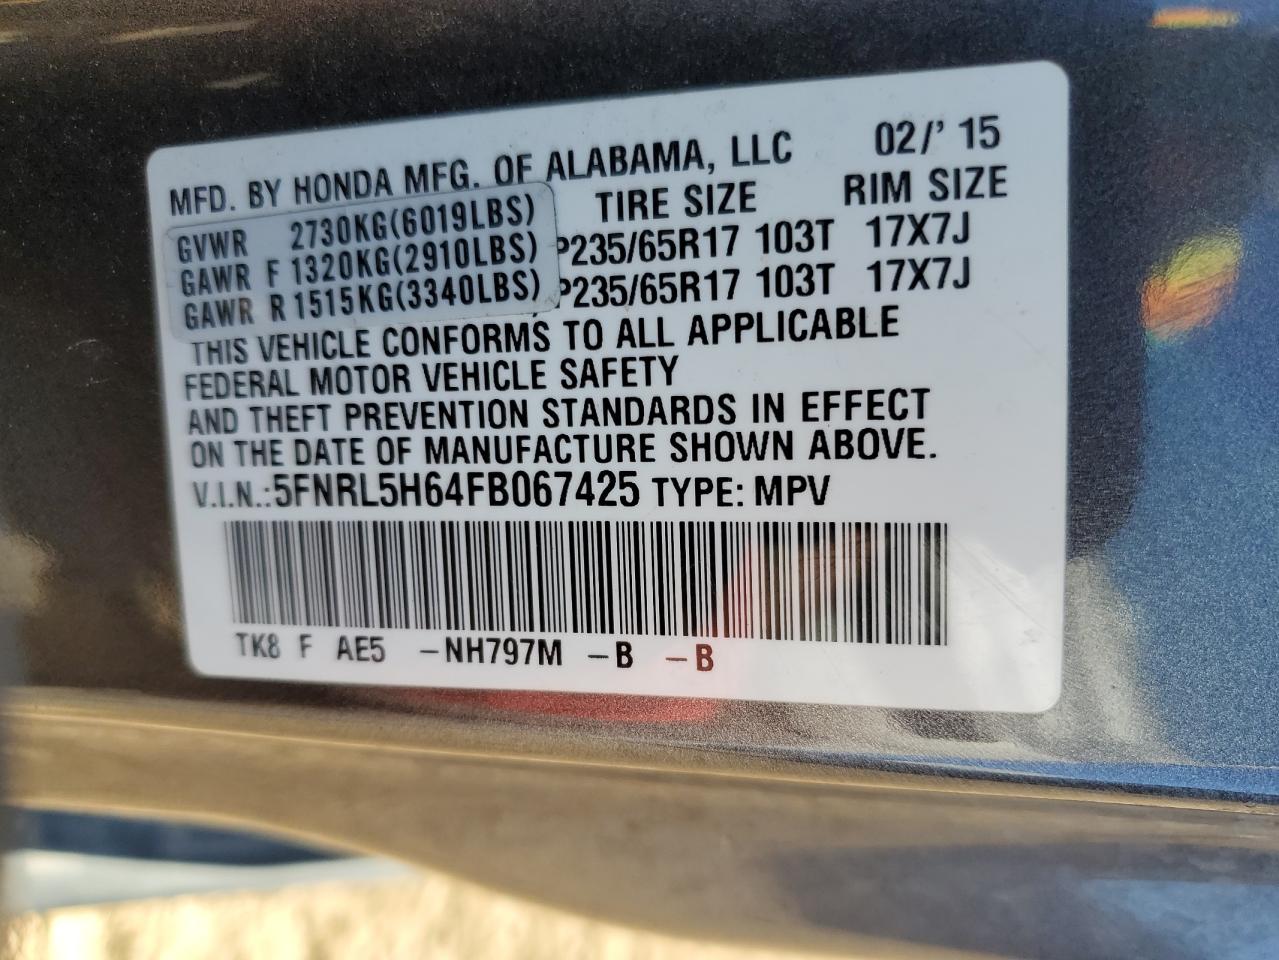 MFD. BY HONDA MFG. OF ALABAMA, LLC 02/' 15
GVWR 2730KG(6019LBS) TIRE SIZE RIM SIZE
GAWR F 1320KG(2910LBS) P235/65R17 103T 17X7J
GAWR R 1515KG(3340LBS) P235/65R17 103T 17X7J
THIS VEHICLE CONFORMS TO ALL APPLICABLE
FEDERAL MOTOR VEHICLE SAFETY
AND THEFT PREVENTION STANDARDS IN EFFECT
ON THE DATE OF MANUFACTURE SHOWN ABOVE.
V.I.N.:5FNRL5H64FB067425 TYPE: MPV
TK8 F AE5 -NH797M -B -B